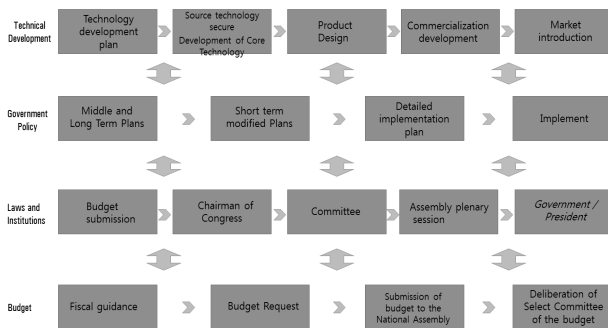 Technical
Development
Technology
development
plan
Source technology
secure
Development of Core
Technology
Product
Design
Commercialization
development
Market
introduction
Government
Policy
Middle and
Long Term Plans
Short term
modified Plans
Detailed
implementation
plan
Implement
Laws and
Institutions
Budget
submission
Chairman of
Congress
Committee
Assembly plenary
session
Government /
President
Budget
Fiscal guidance
Budget Request
Submission of
budget to the
National Assembly
Deliberation of
Select Committee
of the budget